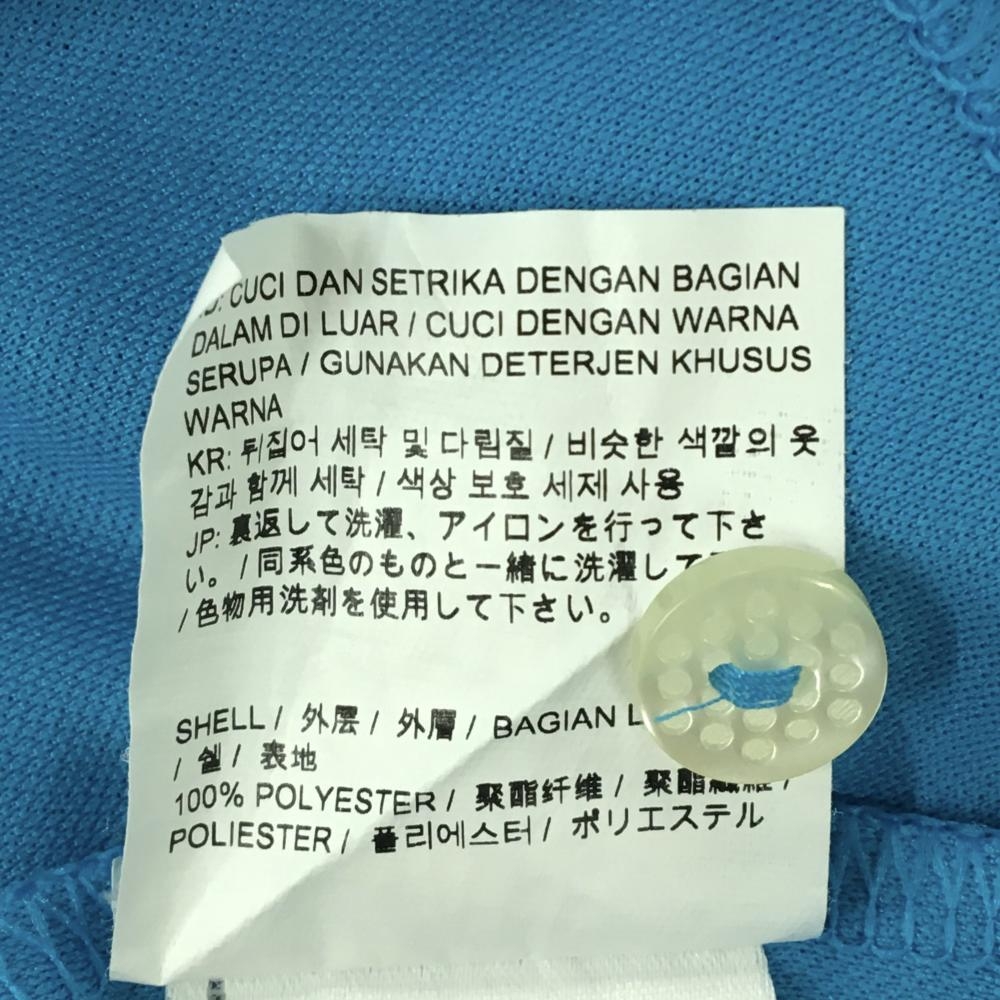 CUCI DAN SETRIKA DENGAN BAGIAN
DALAM DI LUAR / CUCI DENGAN WARNA
SERUPA / GUNAKAN DETERJEN KHUSUS
WARNA
KR: 뒤집어 세탁 및 다림질 / 비슷한 색깔의 옷
감과 함께 세탁 / 색상 보호 세제 사용
JP: 裏返して洗濯、アイロンを行って下さ
い。/ 同系色のものと一緒に洗濯して
/ 色物用洗剤を使用して下さい。
SHELL / 外层 / 外層 / BAGIAN
/ 쉘 / 表地
100% POLYESTER / 聚酯纤维 / 聚酯纖維 /
POLIESTER / 폴리에스터 / ポリエステル